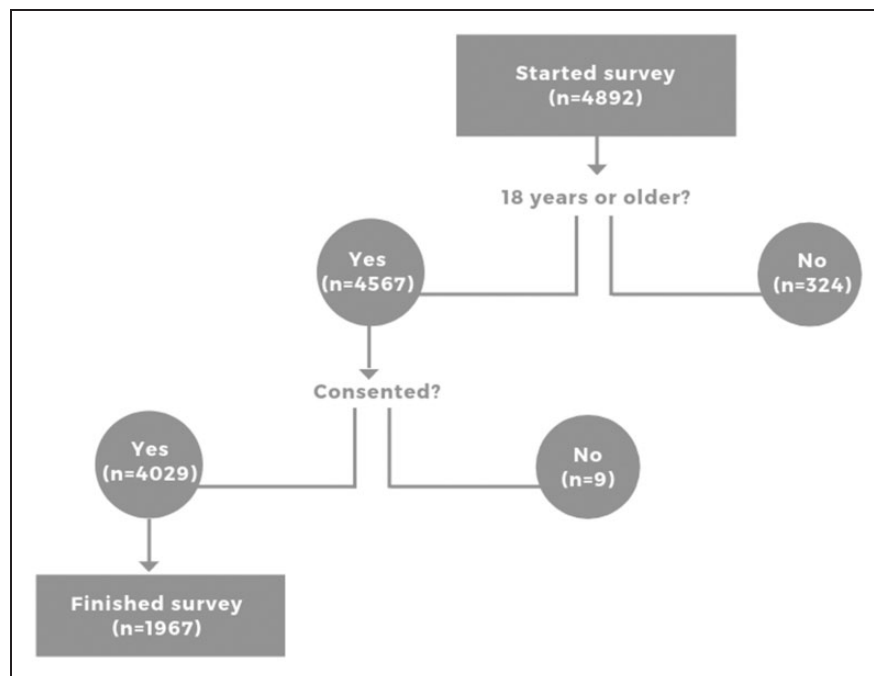 Started survey
(n=4892)
18 years or older?
Yes
(n=4567)
No
(n=324)
Consented?
Yes
(n=4029)
No
(n=9)
Finished survey
(n=1967)